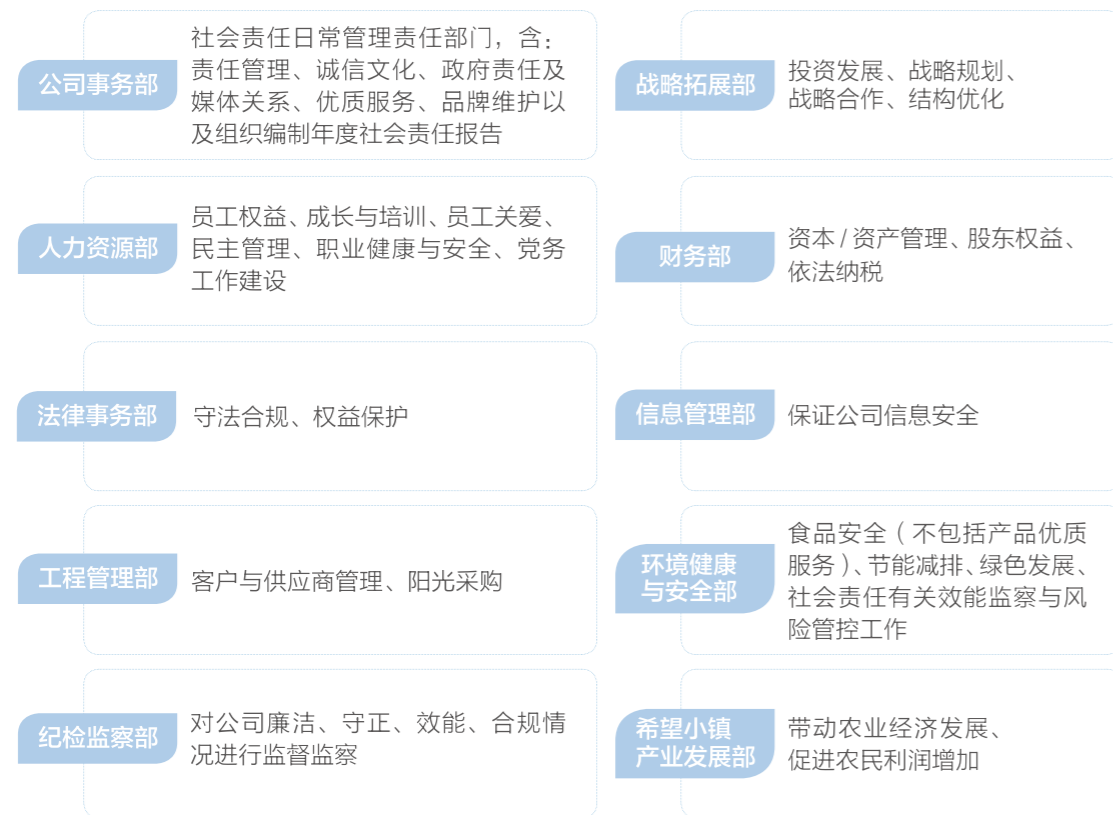 公司事务部
社会责任日常管理责任部门，含：
责任管理、诚信文化、政府责任及
媒体关系、优质服务、品牌维护以
及组织编制年度社会责任报告
战略拓展部
投资发展、战略规划、
战略合作、结构优化
人力资源部
员工权益、成长与培训、员工关爱、
民主管理、职业健康与安全、党务
工作建设
财务部
资本 / 资产管理、股东权益、
依法纳税
法律事务部
守法合规、权益保护
信息管理部
保证公司信息安全
工程管理部
客户与供应商管理、阳光采购
环境健康
与安全部
食品安全（不包括产品优质
服务）、节能减排、绿色发展、
社会责任有关效能监察与风
险管控工作
纪检监察部
对公司廉洁、守正、效能、合规情
况进行监督监察
希望小镇
产业发展部
带动农业经济发展、
促进农民利润增加